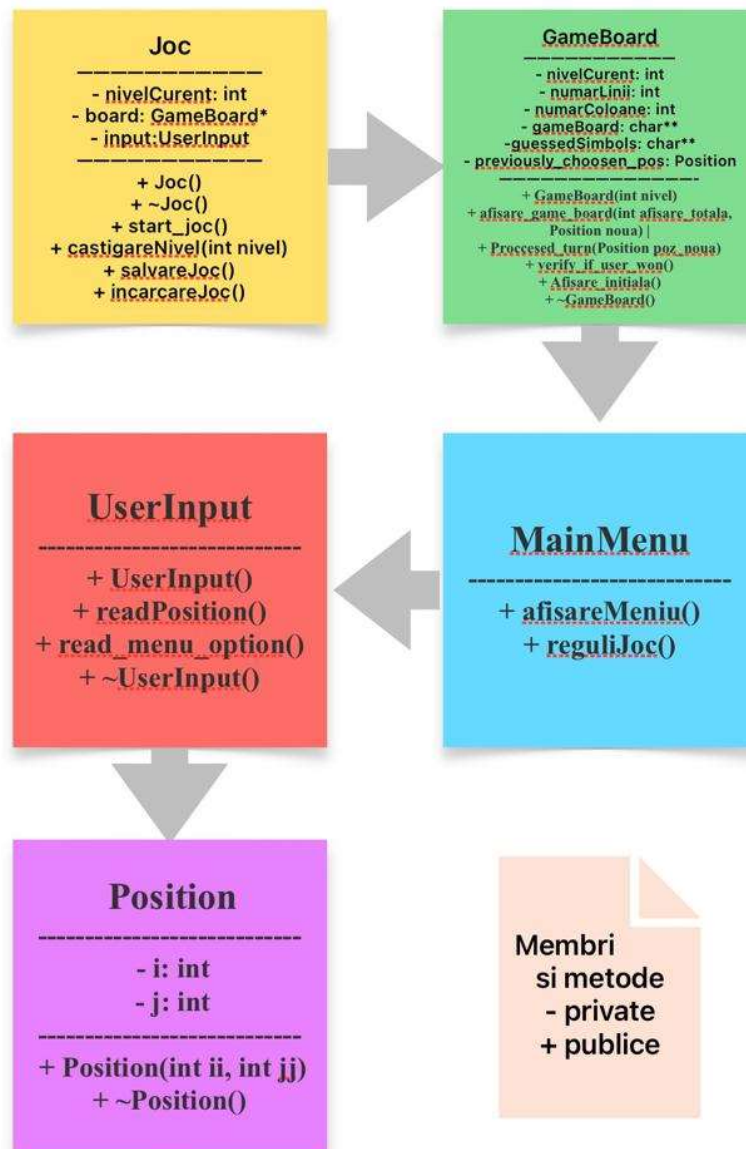 Joc
———————————
- nivelCurent: int
- board: GameBoard*
- input:UserInput
———————————
+ Joc()
+ ~Joc()
+ start_joc()
+ castigareNivel(int nivel)
+ salvareJoc()
+ incarcareJoc()
GameBoard
———————————
- nivelCurent: int
- numarLinii: int
- numarColoane: int
- gameBoard: char**
-guessedSimbols: char**
- previously_choosen_pos: Position
——————————————-
+ GameBoard(int nivel)
+ afisare_game_board(int afisare_totala,
Position noua) |
+ Proccesed_turn(Position poz_noua)
+ verify_if_user_won()
+ Afisare_initiala()
+ ~GameBoard()
UserInput
----------------------------
+ UserInput()
+ readPosition()
+ read_menu_option()
+ ~UserInput()
MainMenu
----------------------------
+ afisareMeniu()
+ reguliJoc()
Position
----------------------------
- i: int
- j: int
----------------------------
+ Position(int ii, int jj)
+ ~Position()
Membri
si metode
- private
+ publice